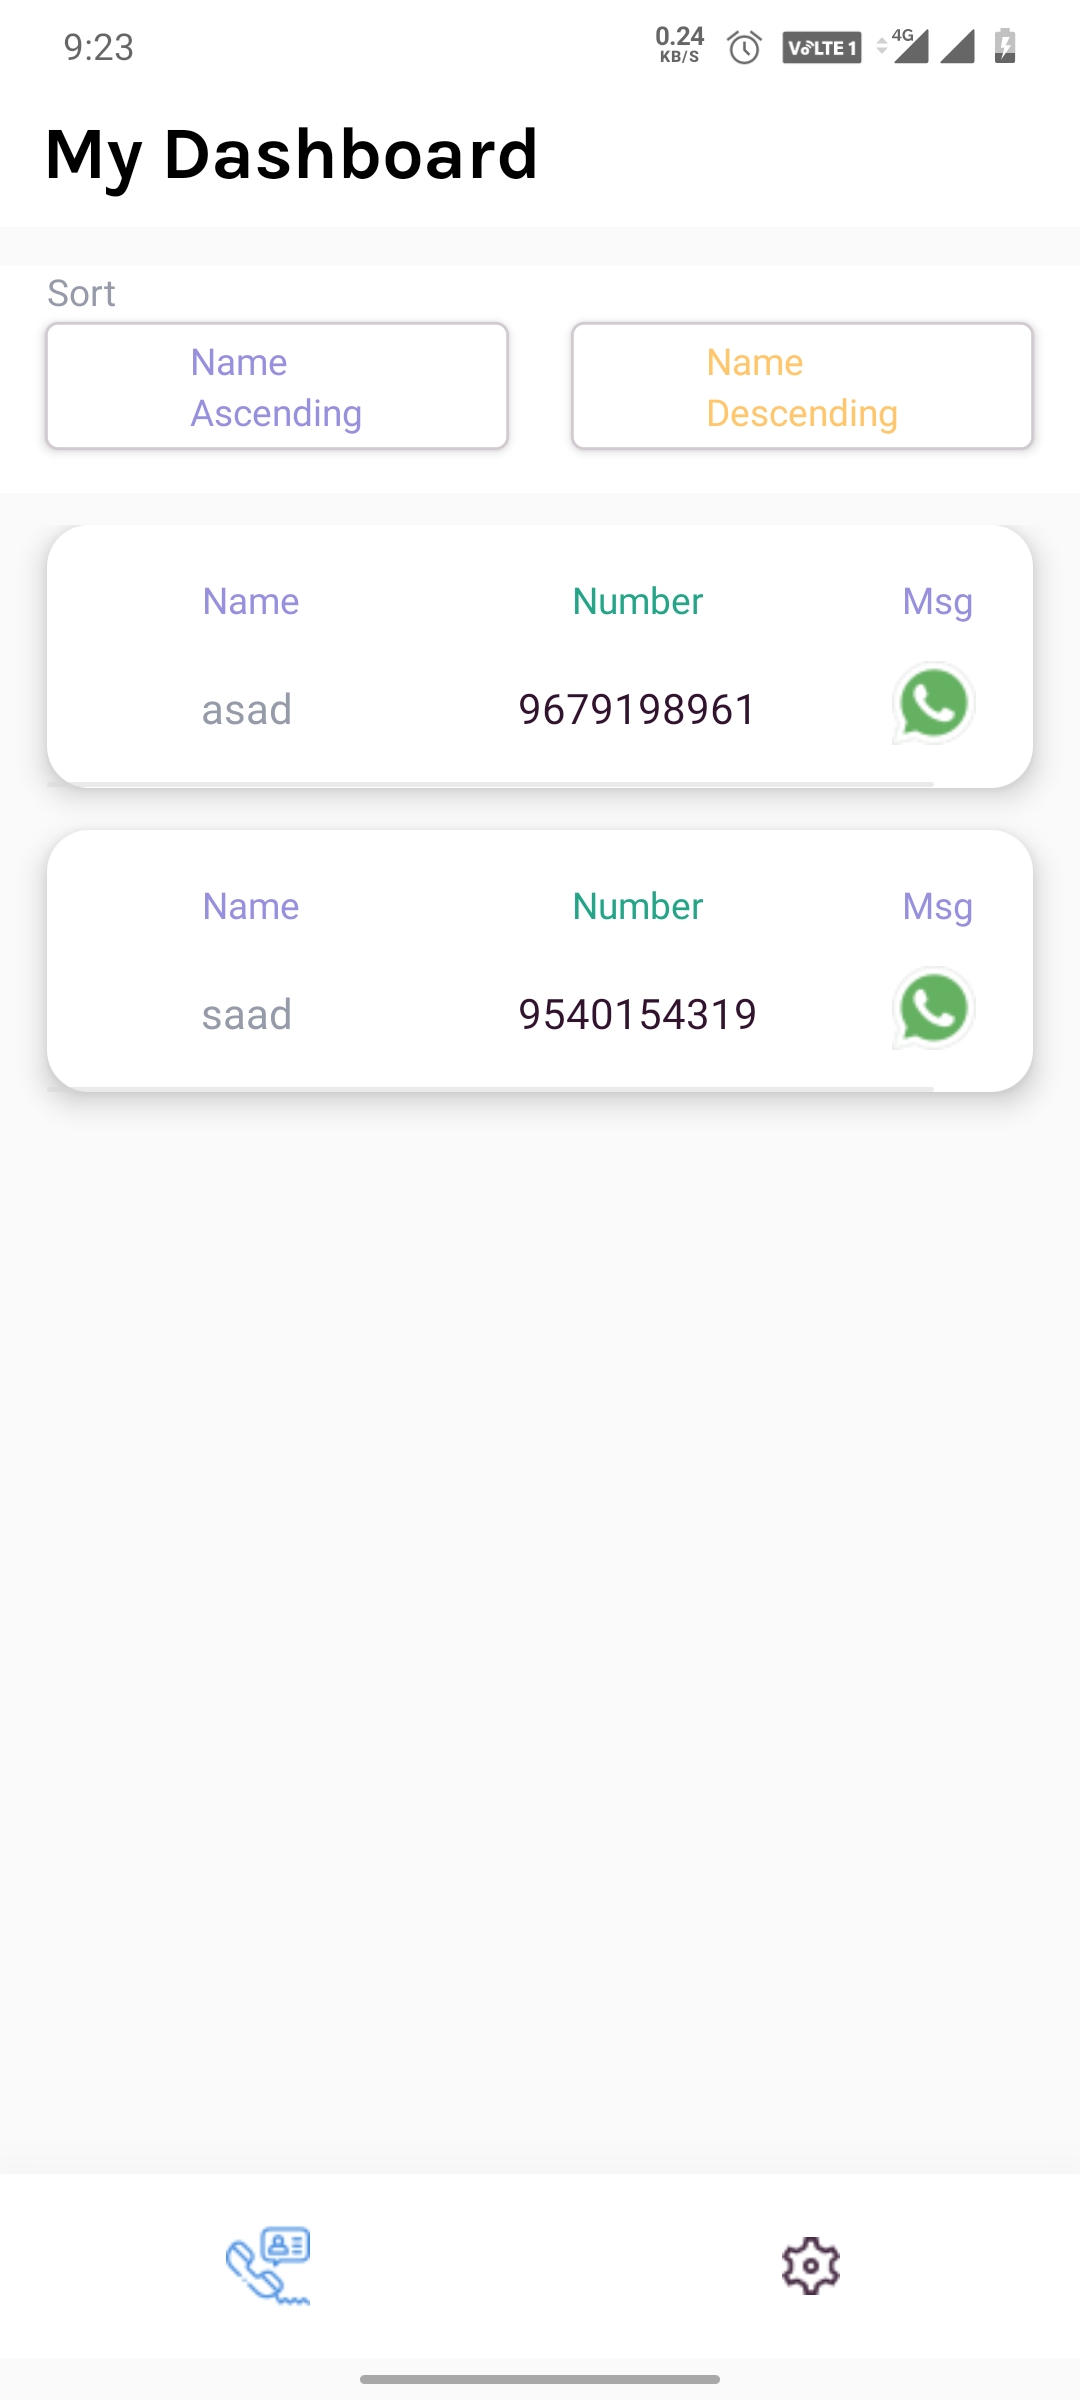 9:23
0.24
KB/S
VoLTE 1
4G
My Dashboard
Sort
Name
Ascending
Name
Descending
Name Number Msg
asad 9679198961
Name Number Msg
saad 9540154319